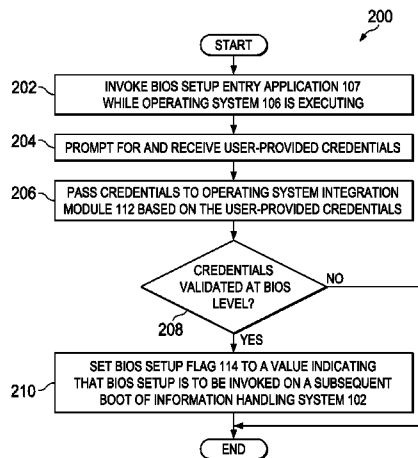 200
START
202
INVOKE BIOS SETUP ENTRY APPLICATION 107
WHILE OPERATING SYSTEM 106 IS EXECUTING
204
PROMPT FOR AND RECEIVE USER-PROVIDED CREDENTIALS
206
PASS CREDENTIALS TO OPERATING SYSTEM INTEGRATION
MODULE 112 BASED ON THE USER-PROVIDED CREDENTIALS
CREDENTIALS
VALIDATED AT BIOS
LEVEL?
NO
208
YES
210
SET BIOS SETUP FLAG 114 TO A VALUE INDICATING
THAT BIOS SETUP IS TO BE INVOKED ON A SUBSEQUENT
BOOT OF INFORMATION HANDLING SYSTEM 102
END